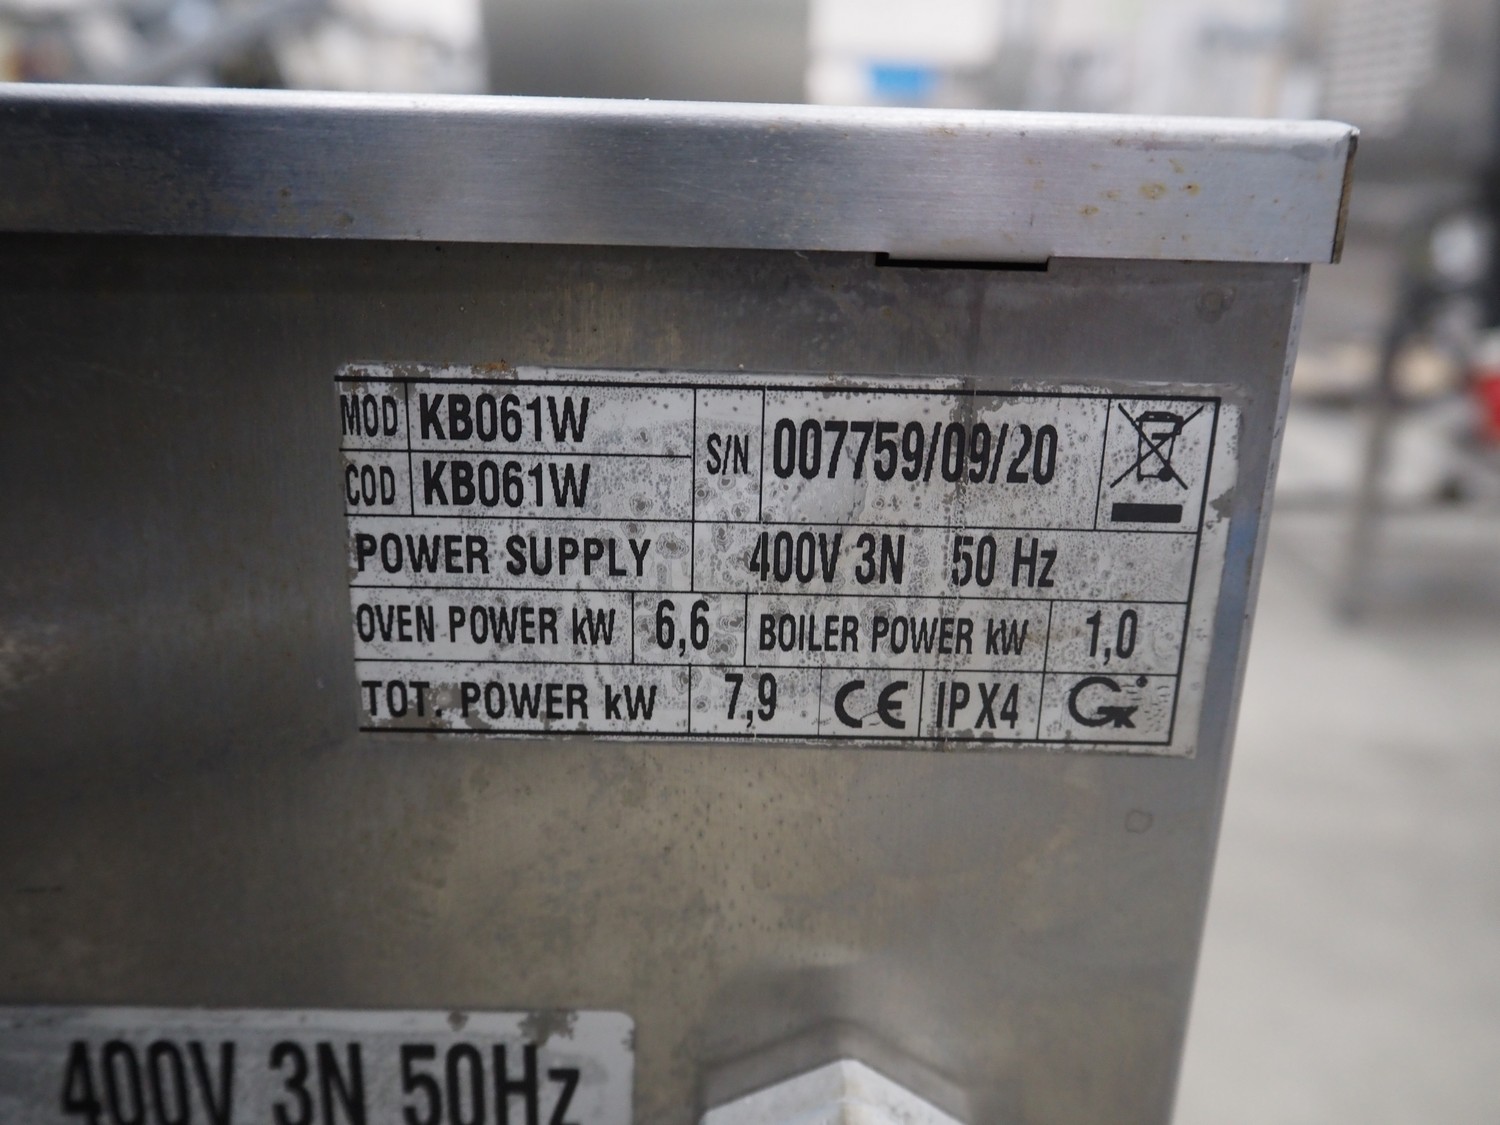 MOD KB061W
COD KB061W
S/N 007759/09/20
POWER SUPPLY 400V 3N 50 Hz
OVEN POWER kW 6,6 BOILER POWER kW 1,0
TOT. POWER kW 7,9 CE IPX4
400V 3N 50Hz